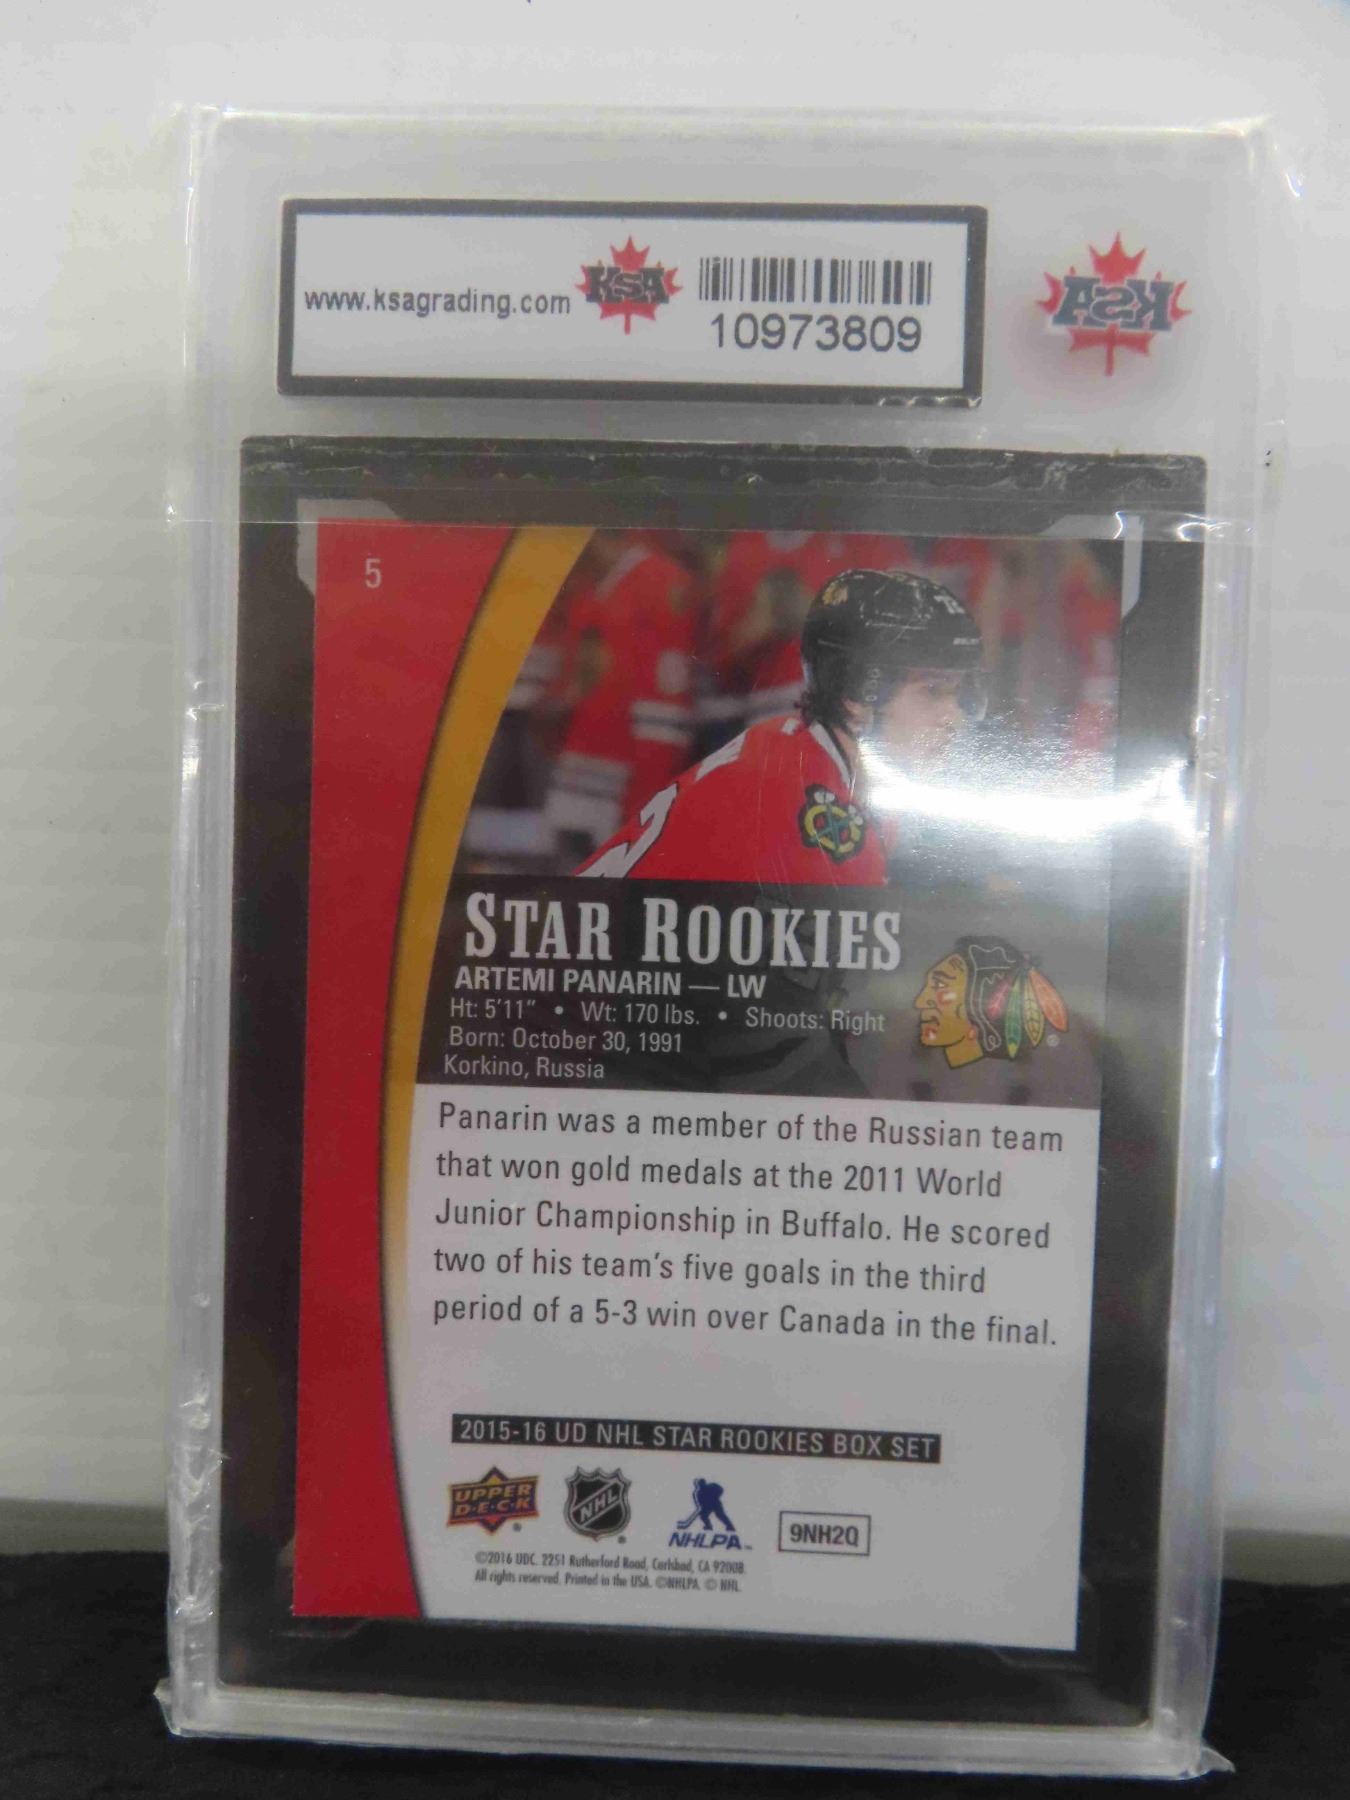 www.ksagrading.com
KSA
10973809
KSA
5
72
STAR ROOKIES
ARTEMI PANARIN — LW
Ht: 5'11" • Wt: 170 lbs. • Shoots: Right
Born: October 30, 1991
Korkino, Russia
Panarin was a member of the Russian team
that won gold medals at the 2011 World
Junior Championship in Buffalo. He scored
two of his team's five goals in the third
period of a 5-3 win over Canada in the final.
2015-16 UD NHL STAR ROOKIES BOX SET
UPPER
D·E·C·K
NHL
NHLPA
9NH2Q
©2016 UDC. 2251 Rutherford Road, Carlsbad, CA 92008.
All rights reserved. Printed in the USA. ©NHLPA. © NHL.